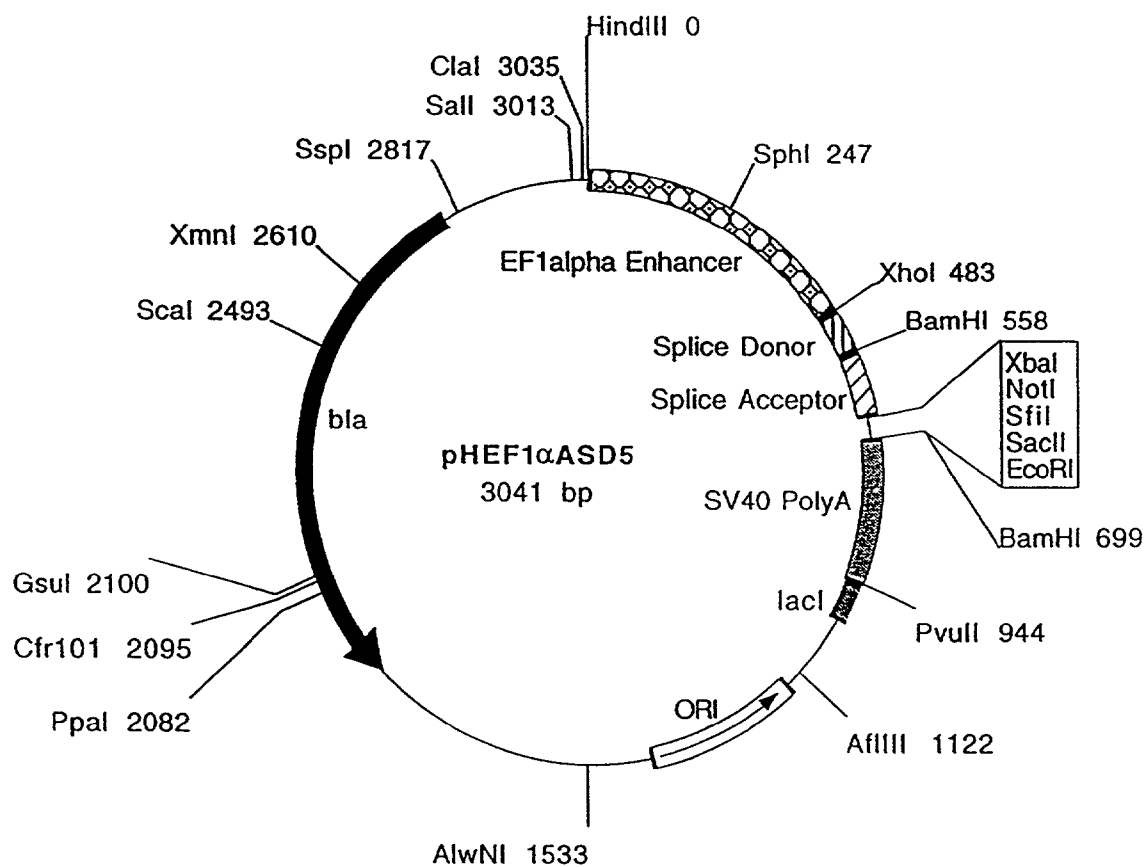 HindIII 0
ClaI 3035
SalI 3013
SspI 2817
SphI 247
XmnI 2610
EF1alpha Enhancer
XhoI 483
ScaI 2493
BamHI 558
Splice Donor
XbaI
NotI
SfiI
SacII
EcoRI
Splice Acceptor
bla
pHEF1αASD5
3041 bp
SV40 PolyA
BamHI 699
GsuI 2100
lacI
PvuII 944
Cfr101 2095
PpaI 2082
ORI
AflIII 1122
AlwNI 1533